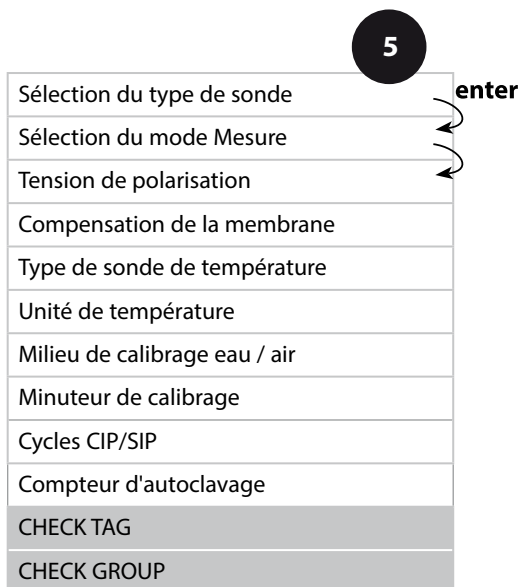 5
Sélection du type de sonde
enter
Sélection du mode Mesure
Tension de polarisation
Compensation de la membrane
Type de sonde de température
Unité de température
Milieu de calibrage eau / air
Minuteur de calibrage
Cycles CIP/SIP
Compteur d'autoclavage
CHECK TAG
CHECK GROUP